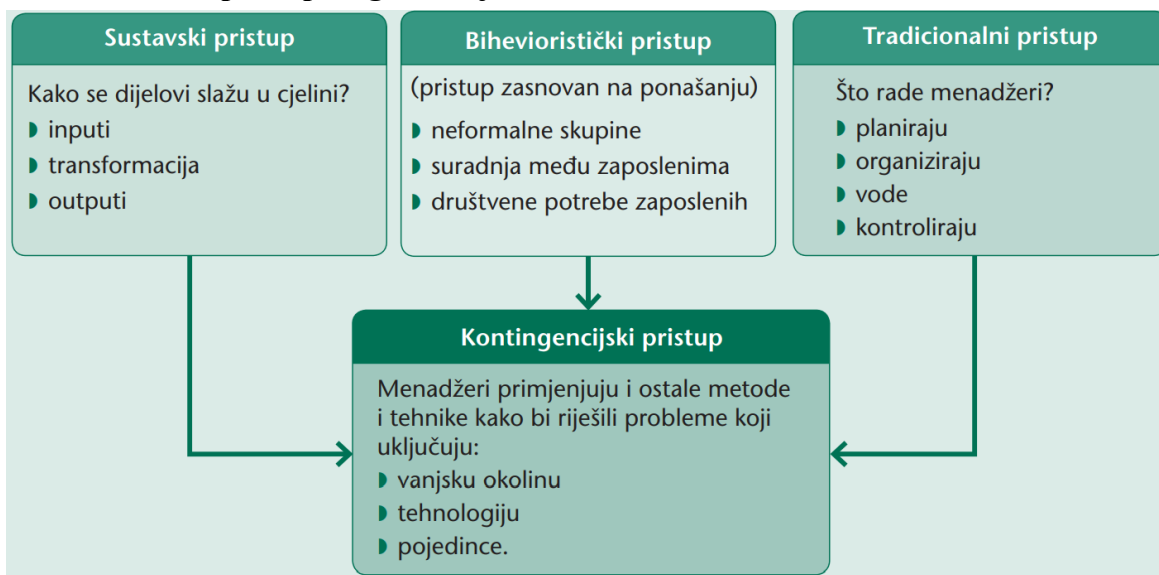 Sustavski pristup
Kako se dijelovi slažu u cjelini?
◗ inputi
◗ transformacija
◗ outputi
Bihevioristički pristup
(pristup zasnovan na ponašanju)
◗ neformalne skupine
◗ suradnja među zaposlenima
◗ društvene potrebe zaposlenih
Tradicionalni pristup
Što rade menadžeri?
◗ planiraju
◗ organiziraju
◗ vode
◗ kontroliraju
Kontingencijski pristup
Menadžeri primjenjuju i ostale metode
i tehnike kako bi riješili probleme koji
uključuju:
◗ vanjsku okolinu
◗ tehnologiju
◗ pojedince.